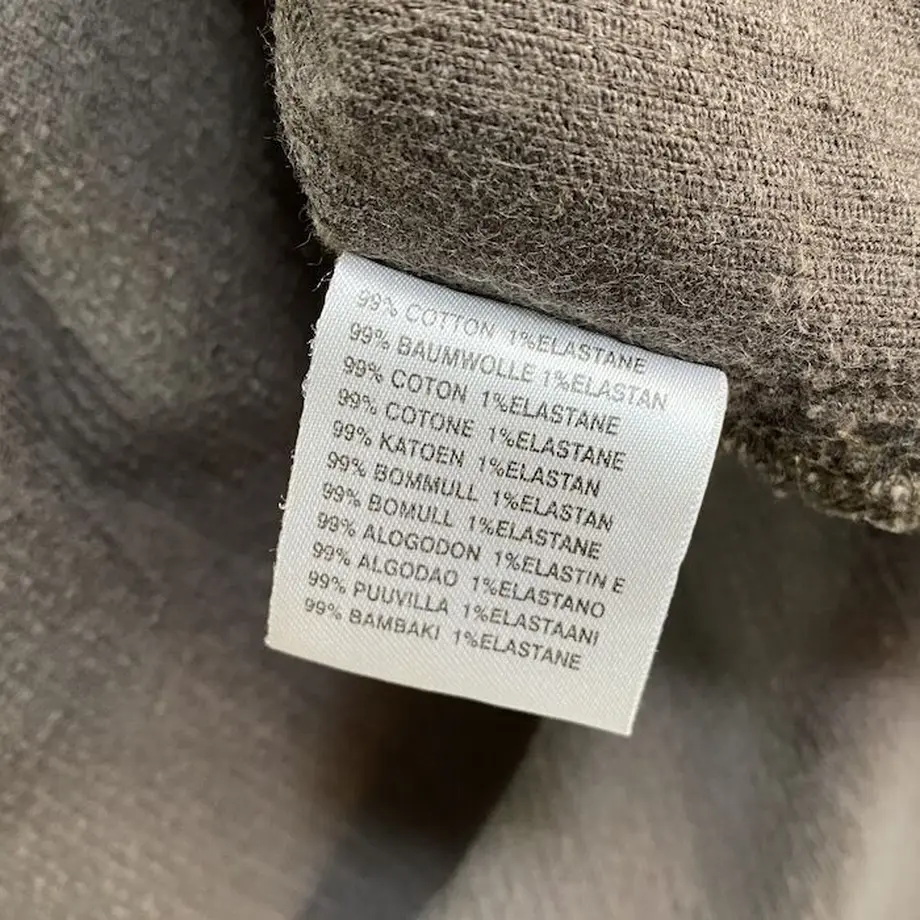 99% COTTON 1%ELASTANE
99% BAUMWOLLE 1%ELASTAN
99% COTON 1%ELASTANE
99% COTONE 1%ELASTANE
99% KATOEN 1%ELASTAN
99% BOMMULL 1%ELASTAN
99% BOMULL 1%ELASTANE
99% ALOGODON 1%ELASTIN E
99% ALGODAO 1%ELASTANO
99% PUUVILLA 1%ELASTAANI
99% BAMBAKI 1%ELASTANE